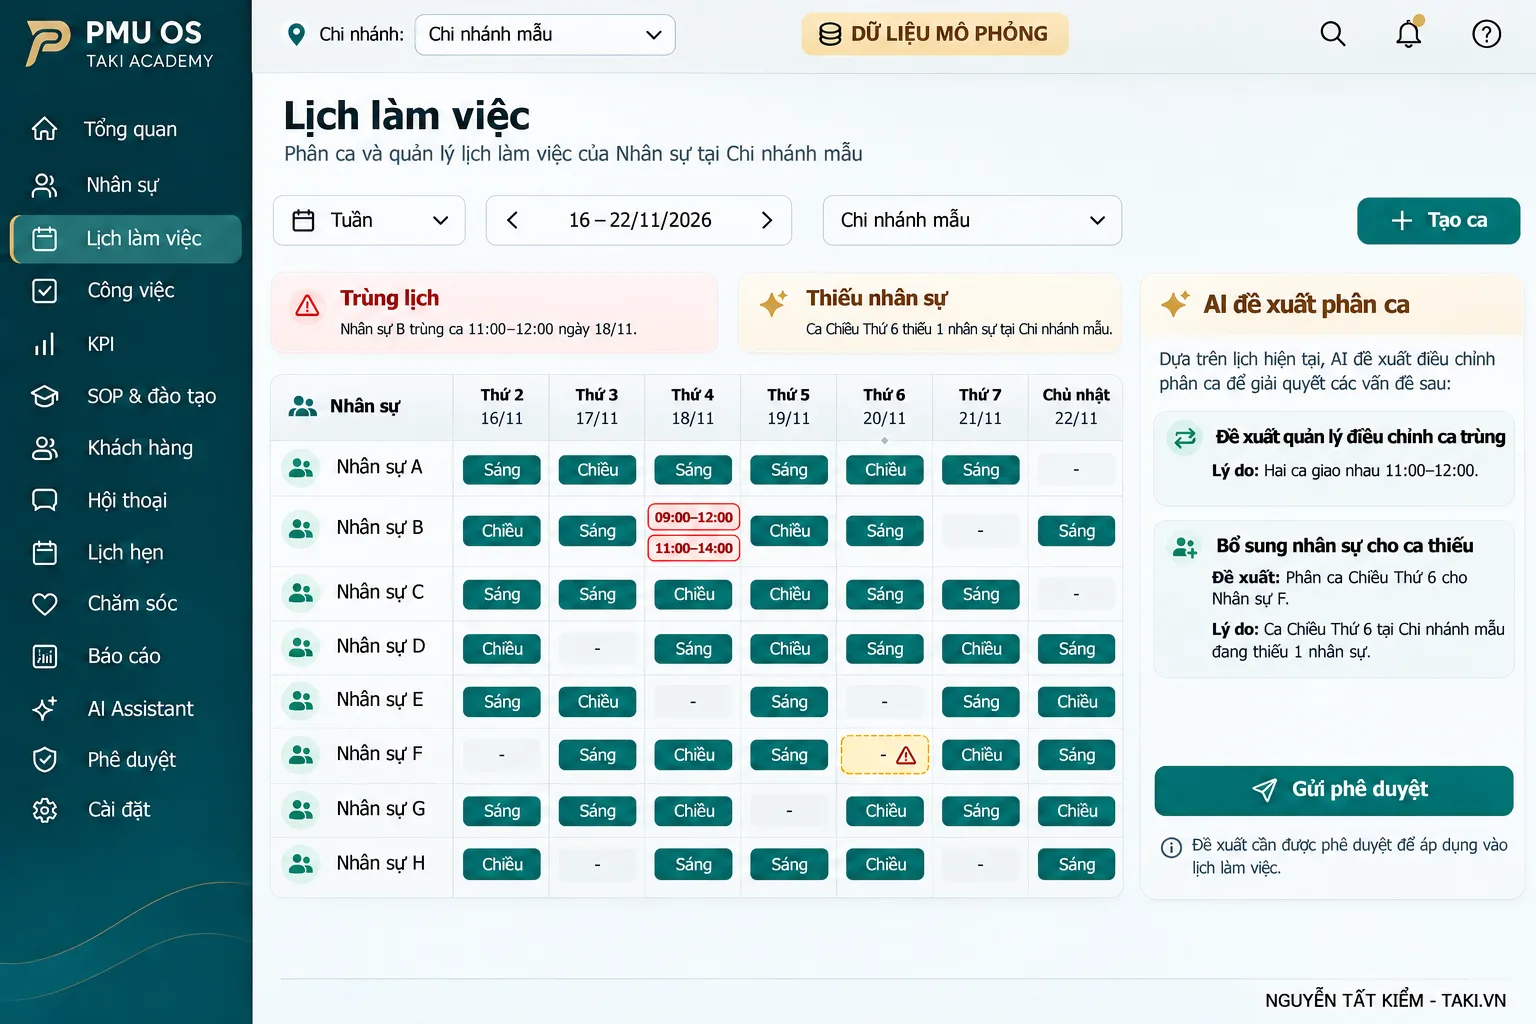 PMU OS
TAKI ACADEMY
Tổng quan
Nhân sự
Lịch làm việc
Công việc
KPI
SOP & đào tạo
Khách hàng
Hội thoại
Lịch hẹn
Chăm sóc
Báo cáo
AI Assistant
Phê duyệt
Cài đặt
Chi nhánh: Chi nhánh mẫu
DỮ LIỆU MÔ PHỎNG
Lịch làm việc
Phân ca và quản lý lịch làm việc của Nhân sự tại Chi nhánh mẫu
Tuần
16 – 22/11/2026
Chi nhánh mẫu
+ Tạo ca
Trùng lịch
Nhân sự B trùng ca 11:00–12:00 ngày 18/11.
Thiếu nhân sự
Ca Chiều Thứ 6 thiếu 1 nhân sự tại Chi nhánh mẫu.
Nhân sự Thứ 2 Thứ 3 Thứ 4 Thứ 5 Thứ 6 Thứ 7 Chủ nhật
16/11 17/11 18/11 19/11 20/11 21/11 22/11
Nhân sự A Sáng Chiều Sáng Sáng Chiều Sáng -
Nhân sự B Chiều Sáng 09:00–12:00 Chiều Sáng - Sáng
11:00–14:00
Nhân sự C Sáng Sáng Chiều Chiều Sáng Sáng -
Nhân sự D Chiều - Sáng Chiều Sáng Chiều Sáng
Nhân sự E Sáng Chiều - Sáng - Sáng Chiều
Nhân sự F - Sáng Chiều Sáng - Chiều Sáng
Nhân sự G Sáng Sáng Chiều - Chiều Sáng Chiều
Nhân sự H Chiều - Sáng Sáng Chiều - Sáng
AI đề xuất phân ca
Dựa trên lịch hiện tại, AI đề xuất điều chỉnh
phân ca để giải quyết các vấn đề sau:
Đề xuất quản lý điều chỉnh ca trùng
Lý do: Hai ca giao nhau 11:00–12:00.
Bổ sung nhân sự cho ca thiếu
Đề xuất: Phân ca Chiều Thứ 6 cho
Nhân sự F.
Lý do: Ca Chiều Thứ 6 tại Chi nhánh mẫu
đang thiếu 1 nhân sự.
Gửi phê duyệt
Đề xuất cần được phê duyệt để áp dụng vào
lịch làm việc.
NGUYỄN TẤT KIỂM - TAKI.VN